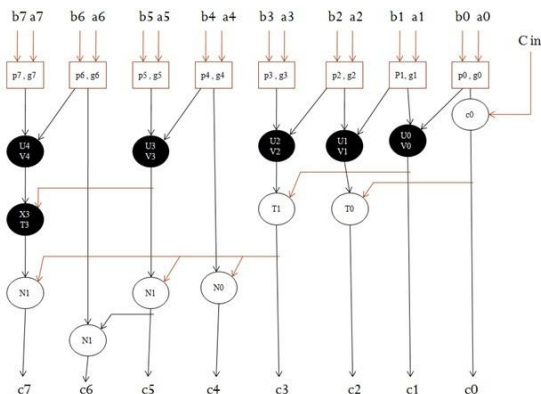 b7 a7 b6 a6 b5 a5 b4 a4 b3 a3 b2 a2 b1 a1 b0 a0
C in
p7, g7 p6, g6 p5, g5 p4, g4 p3, g3 p2, g2 P1, g1 p0, g0
c0
U4 U3 U2 U1 U0
V4 V3 V2 V1 V0
X3 T1 T0
T3
N1 N1 N0
N1
c7 c6 c5 c4 c3 c2 c1 c0